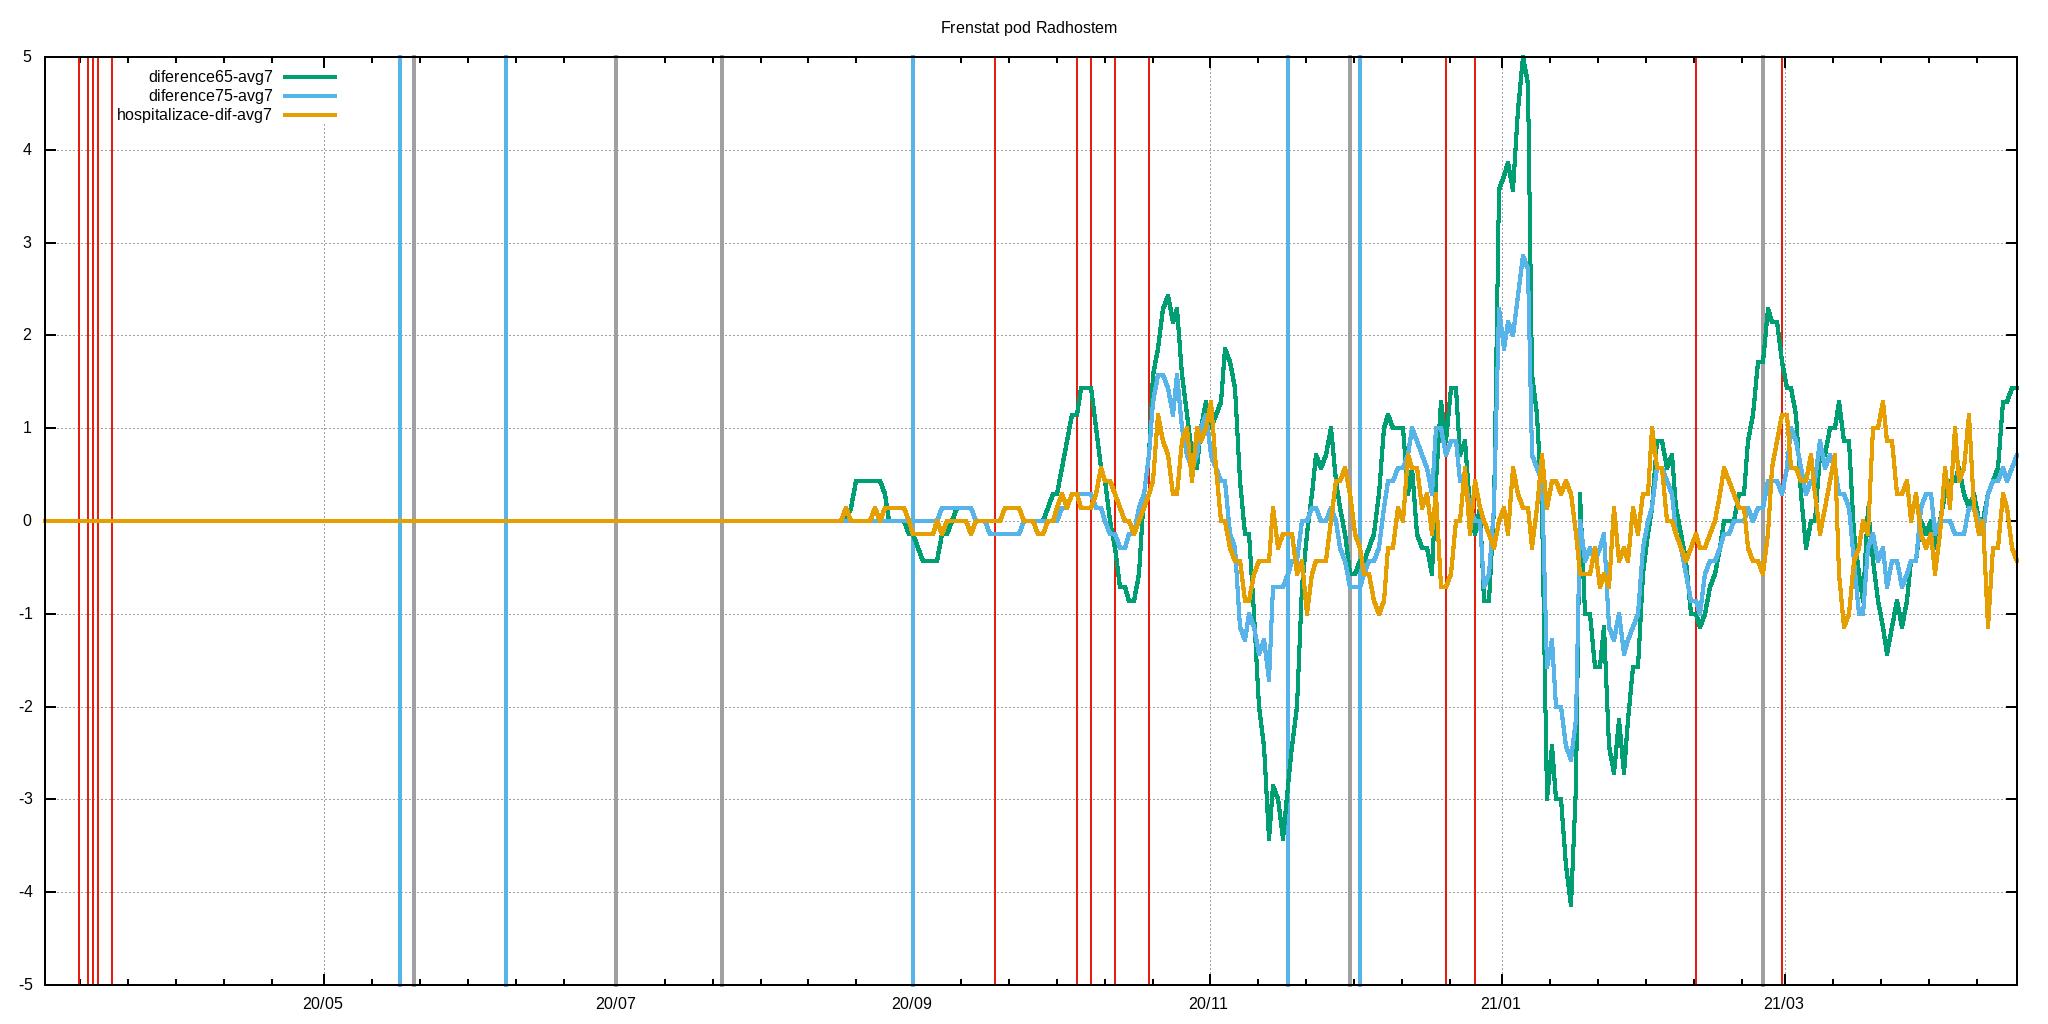 Frenstat pod Radhostem
diference65-avg7
diference75-avg7
hospitalizace-dif-avg7
5
4
3
2
1
0
-1
-2
-3
-4
-5
20/05 20/07 20/09 20/11 21/01 21/03